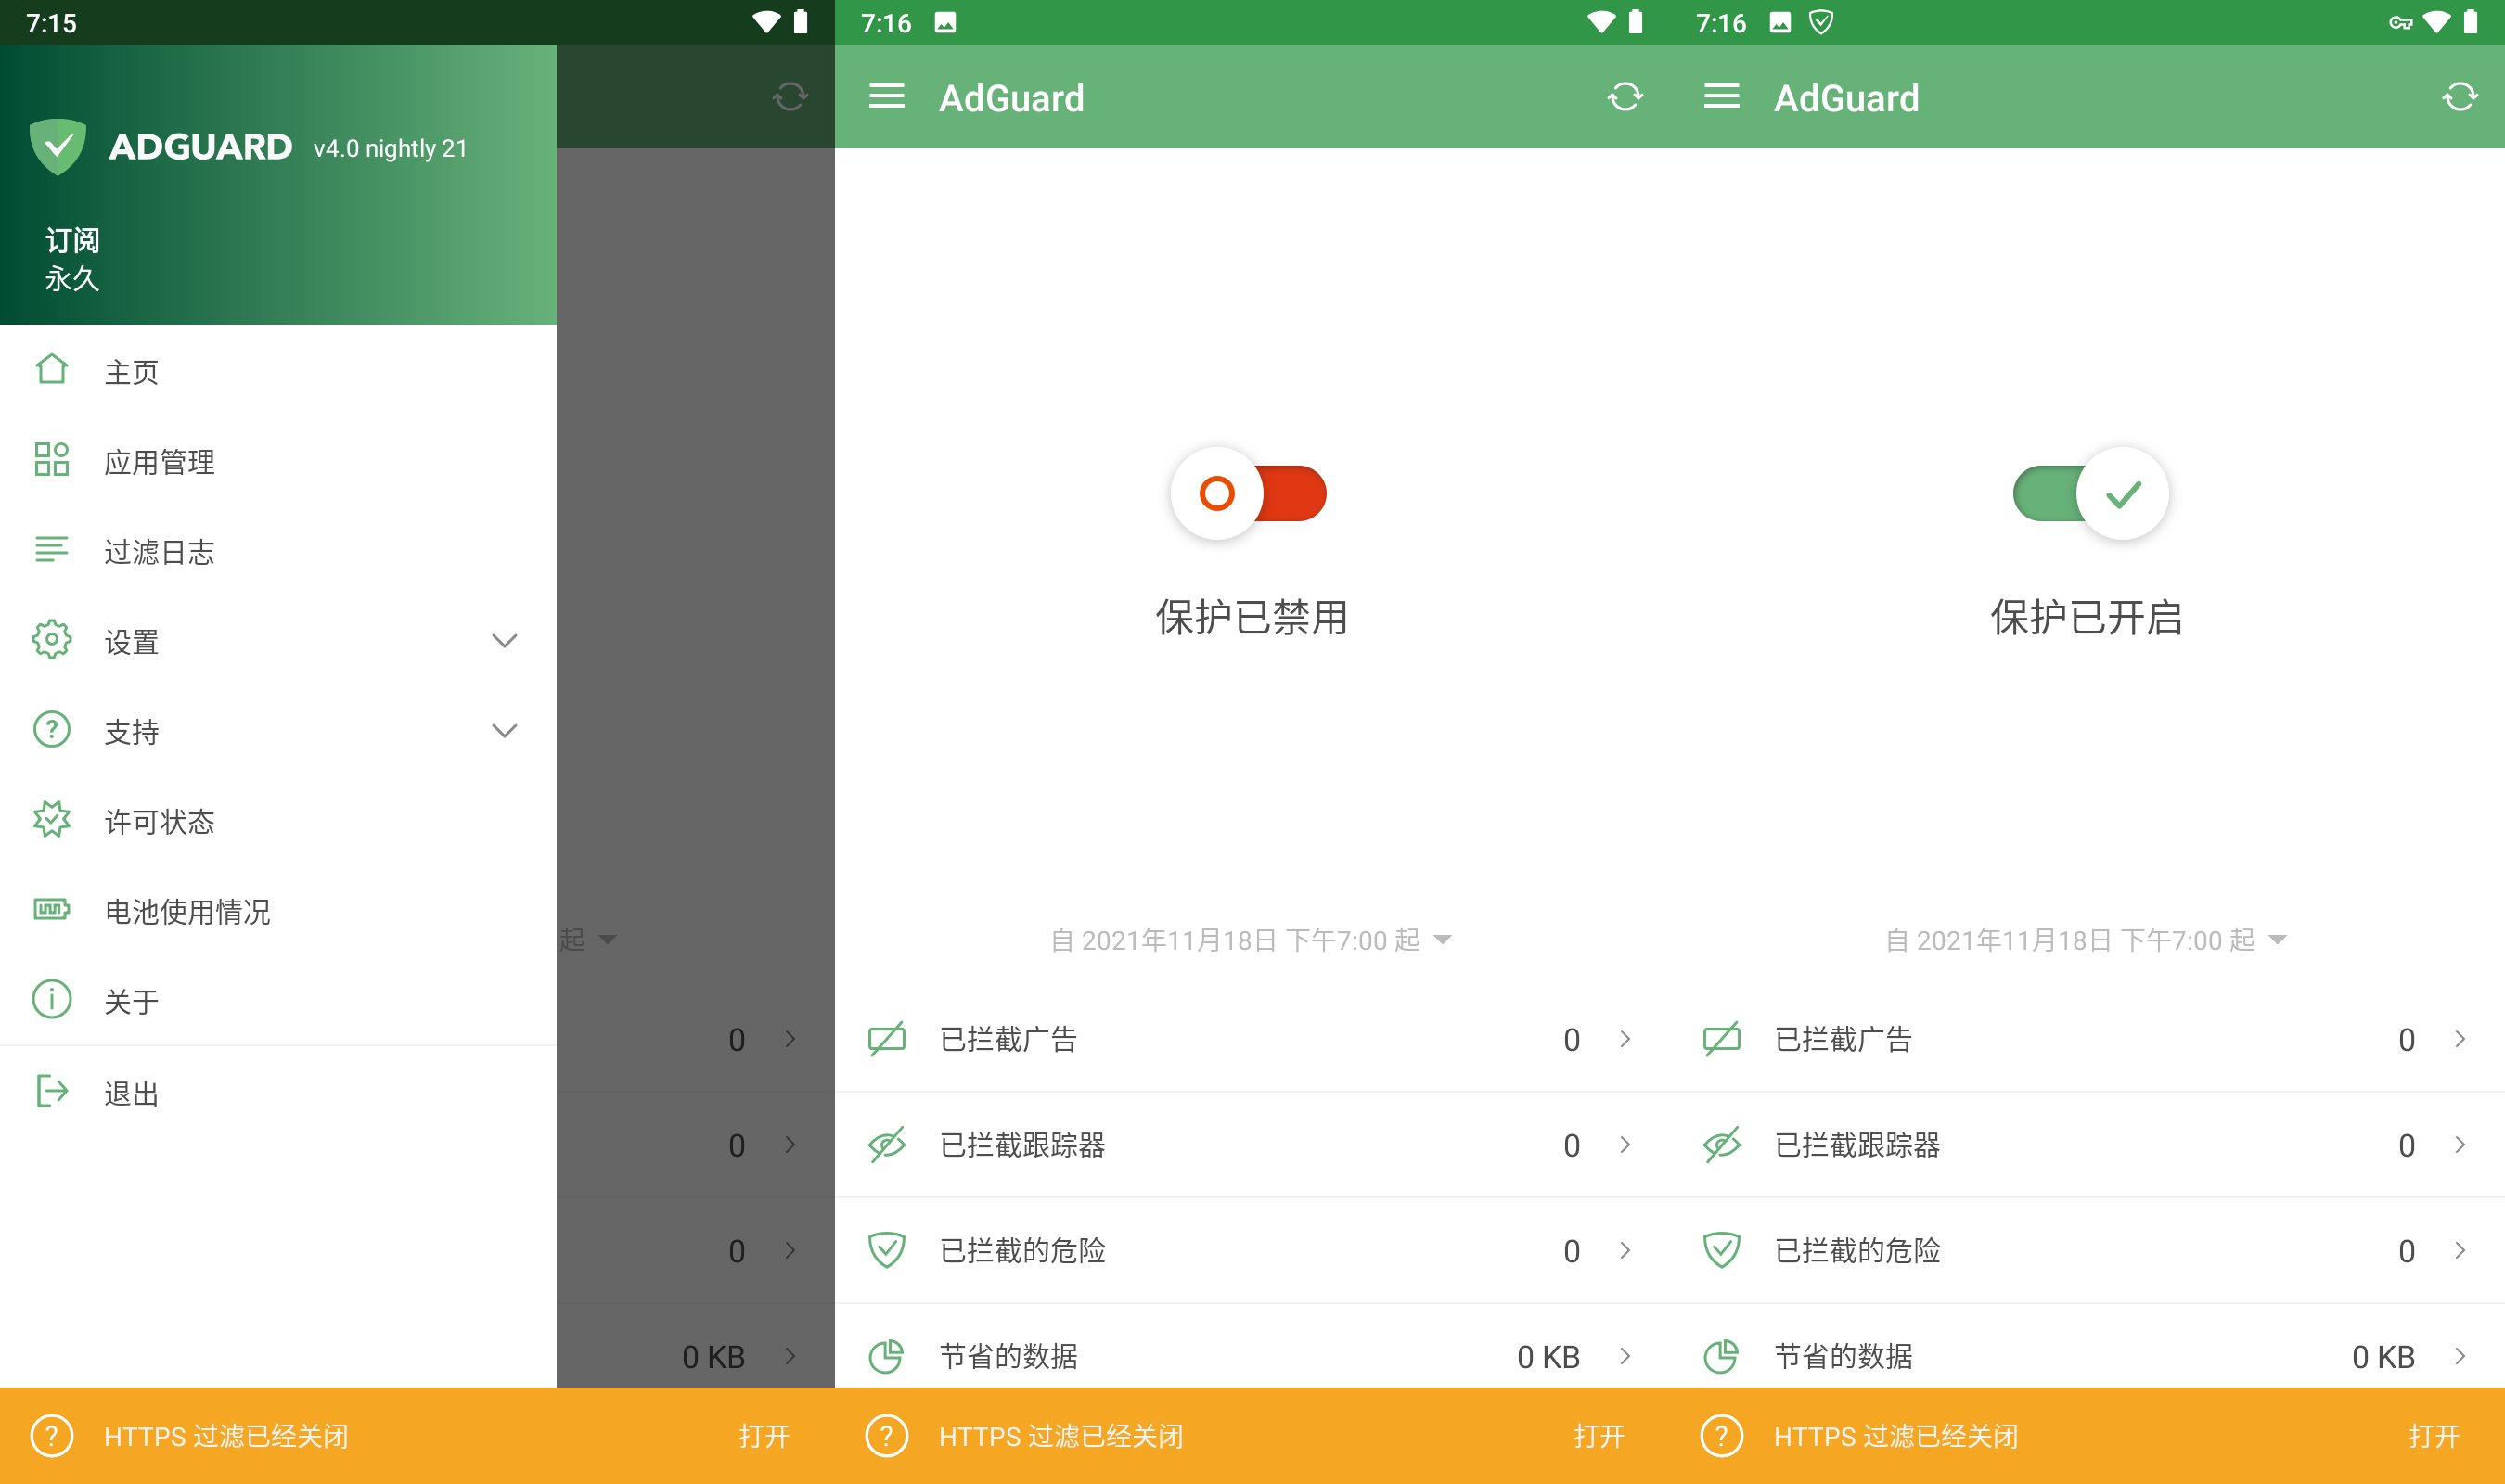 7:15
ADGUARD v4.0 nightly 21
订阅
永久
主页
应用管理
过滤日志
设置
支持
许可状态
电池使用情况
关于
退出
起
0
0
0
0 KB
HTTPS 过滤已经关闭 打开
7:16
AdGuard
保护已禁用
自 2021年11月18日 下午7:00 起
已拦截广告 0
已拦截跟踪器 0
已拦截的危险 0
节省的数据 0 KB
HTTPS 过滤已经关闭 打开
7:16
AdGuard
保护已开启
自 2021年11月18日 下午7:00 起
已拦截广告 0
已拦截跟踪器 0
已拦截的危险 0
节省的数据 0 KB
HTTPS 过滤已经关闭 打开